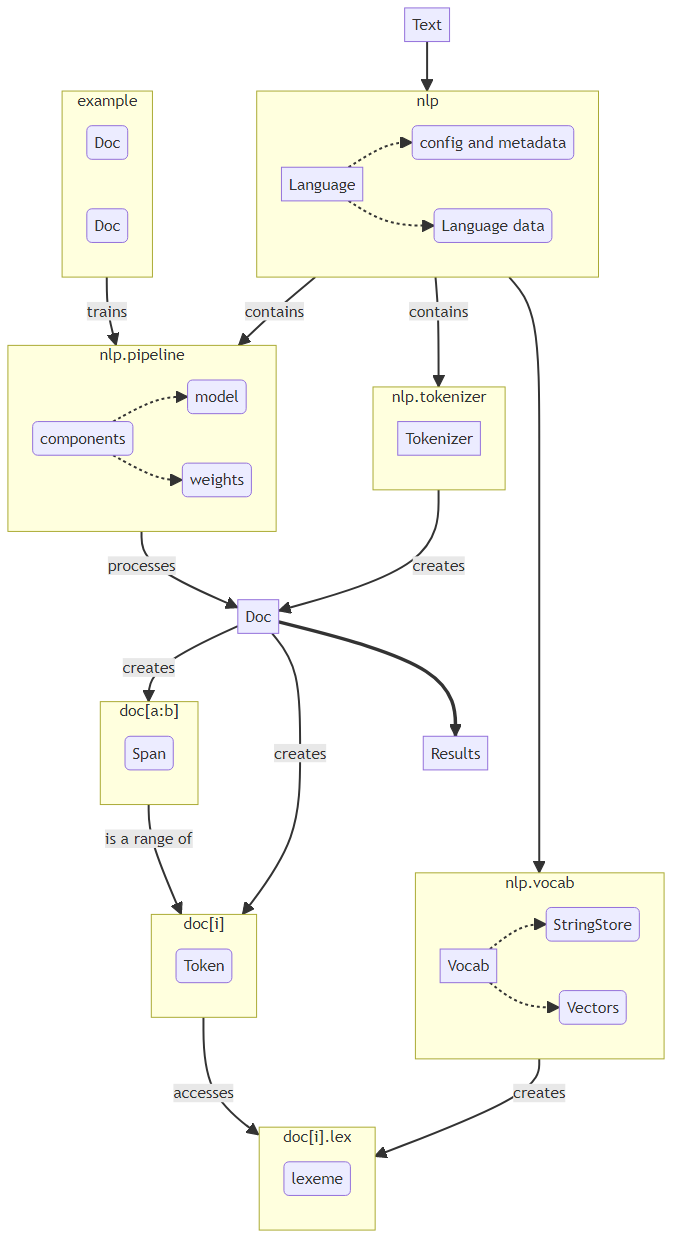 Text
example
nlp
Doc
config and metadata
Language
Doc
Language data
trains
contains
contains
nlp.pipeline
model
nlp.tokenizer
components
Tokenizer
weights
processes
creates
Doc
creates
doc[a:b]
Span
creates
Results
is a range of
nlp.vocab
doc[i]
StringStore
Token
Vocab
Vectors
accesses
creates
doc[i].lex
lexeme